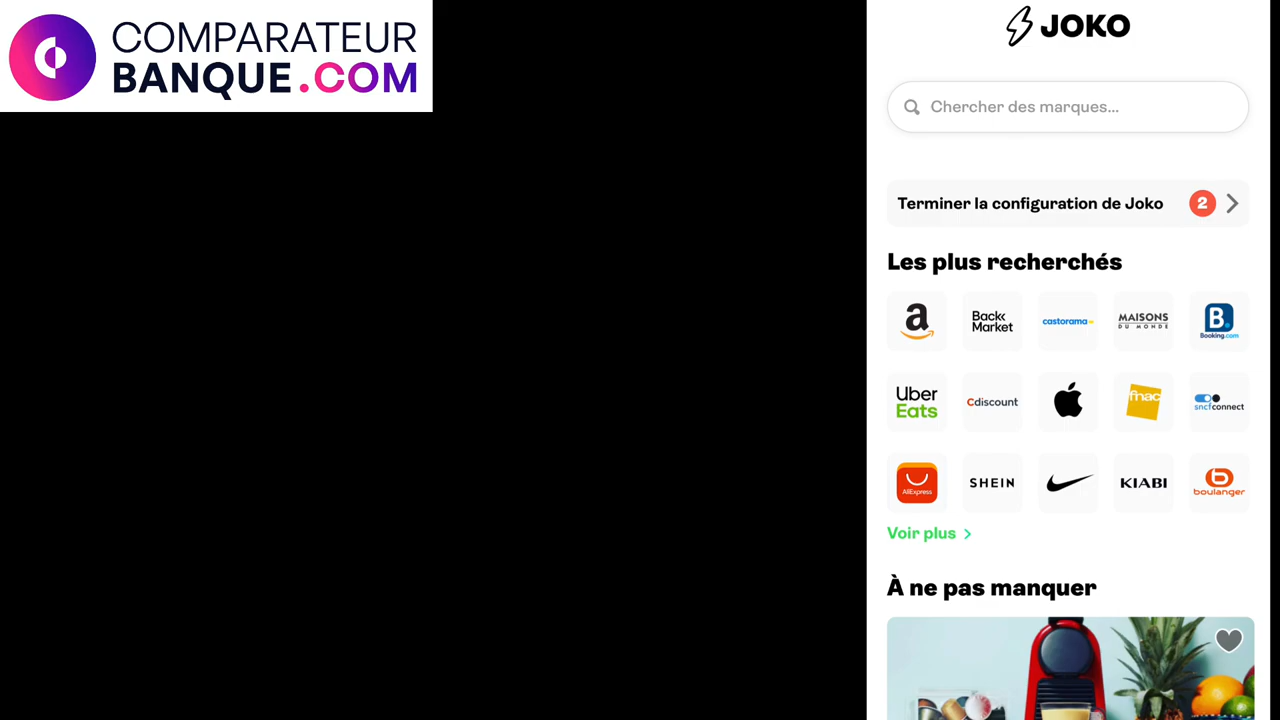 COMPARATEUR
BANQUE.COM
JOKO
Chercher des marques...
Terminer la configuration de Joko 2
Les plus recherchés
a
Back Market
castorama
MAISONS DU MONDE
B.
Booking.com
Uber Eats
Cdiscount
fnac
sncf connect
AliExpress
SHEIN
KIABI
b
boulanger
Voir plus >
À ne pas manquer